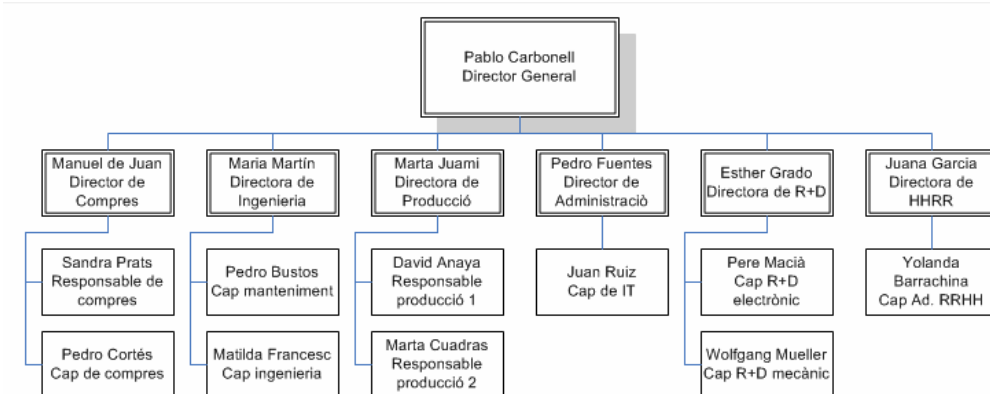 Pablo Carbonell
Director General
Manuel de Juan
Director de
Compres
Maria Martín
Directora de
Ingenieria
Marta Juami
Directora de
Producció
Pedro Fuentes
Director de
Administraciò
Esther Grado
Directora de R+D
Juana Garcia
Directora de
HHRR
Sandra Prats
Responsable de
compres
Pedro Bustos
Cap manteniment
David Anaya
Responsable
producció 1
Juan Ruiz
Cap de IT
Pere Macià
Cap R+D
electrònic
Yolanda
Barrachina
Cap Ad. RRHH
Pedro Cortés
Cap de compres
Matilda Francesc
Cap ingenieria
Marta Cuadras
Responsable
producció 2
Wolfgang Mueller
Cap R+D mecànic